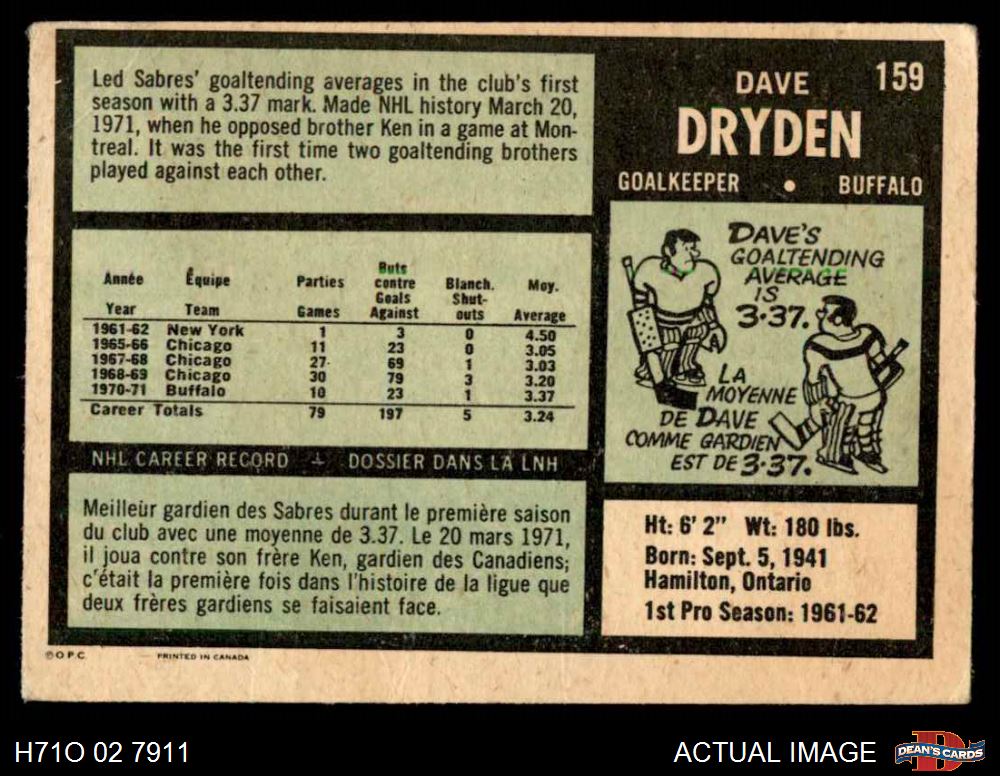 Led Sabres' goaltending averages in the club's first
season with a 3.37 mark. Made NHL history March 20,
1971, when he opposed brother Ken in a game at Mon-
treal. It was the first time two goaltending brothers
played against each other.
DAVE 159
DRYDEN
GOALKEEPER • BUFFALO
Année Équipe Parties Buts contre Blanch. Moy.
Year Team Games Goals Against Shut-outs Average
1961-62 New York 1 3 0 4.50
1965-66 Chicago 11 23 0 3.05
1967-68 Chicago 27 69 1 3.03
1968-69 Chicago 30 79 3 3.20
1970-71 Buffalo 10 23 1 3.37
Career Totals 79 197 5 3.24
NHL CAREER RECORD DOSSIER DANS LA LNH
DAVE'S
GOALTENDING
AVERAGE
IS
3.37.
LA
MOYENNE
DE DAVE
COMME GARDIEN
EST DE 3.37.
Meilleur gardien des Sabres durant le première saison
du club avec une moyenne de 3.37. Le 20 mars 1971,
il joua contre son frère Ken, gardien des Canadiens;
c'était la première fois dans l'histoire de la ligue que
deux frères gardiens se faisaient face.
Ht: 6' 2" Wt: 180 lbs.
Born: Sept. 5, 1941
Hamilton, Ontario
1st Pro Season: 1961-62
© O.P.C. PRINTED IN CANADA
H71O 02 7911
ACTUAL IMAGE
DEAN'S CARDS